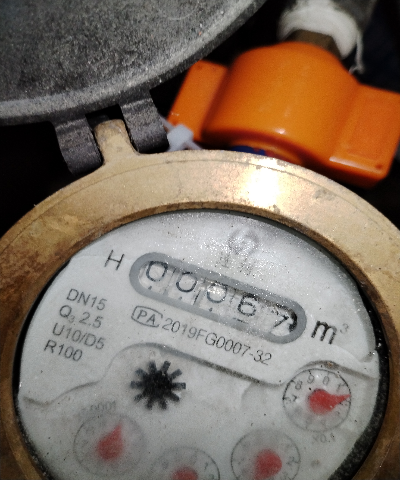 H 00067 m³
DN15
Q₃ 2.5
U10/D5
R100
PA 2019FG0007-32